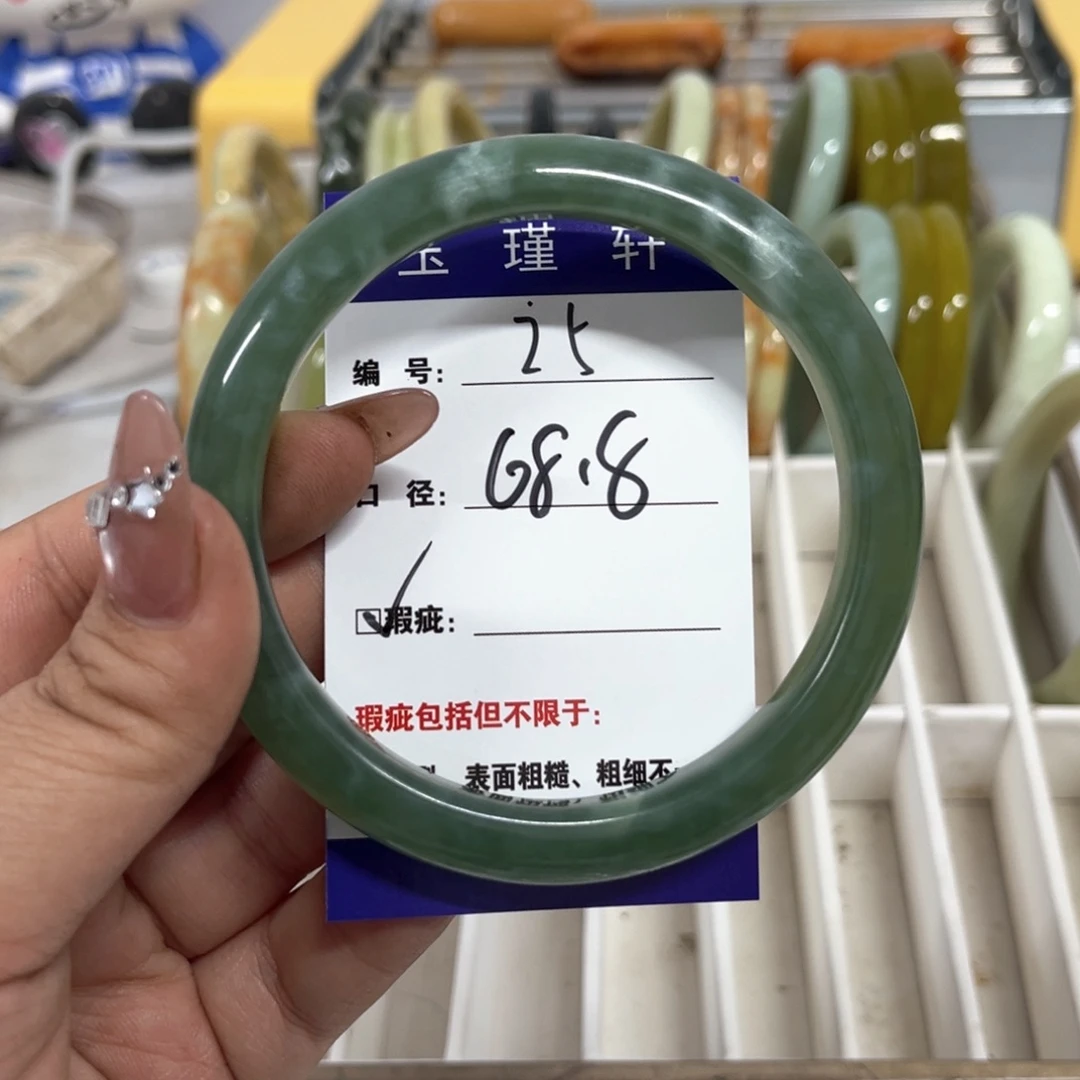 玉瑾轩
编 号: i5
口 径: 68.8
☑瑕疵:
瑕疵包括但不限于:
表面粗糙、粗细不